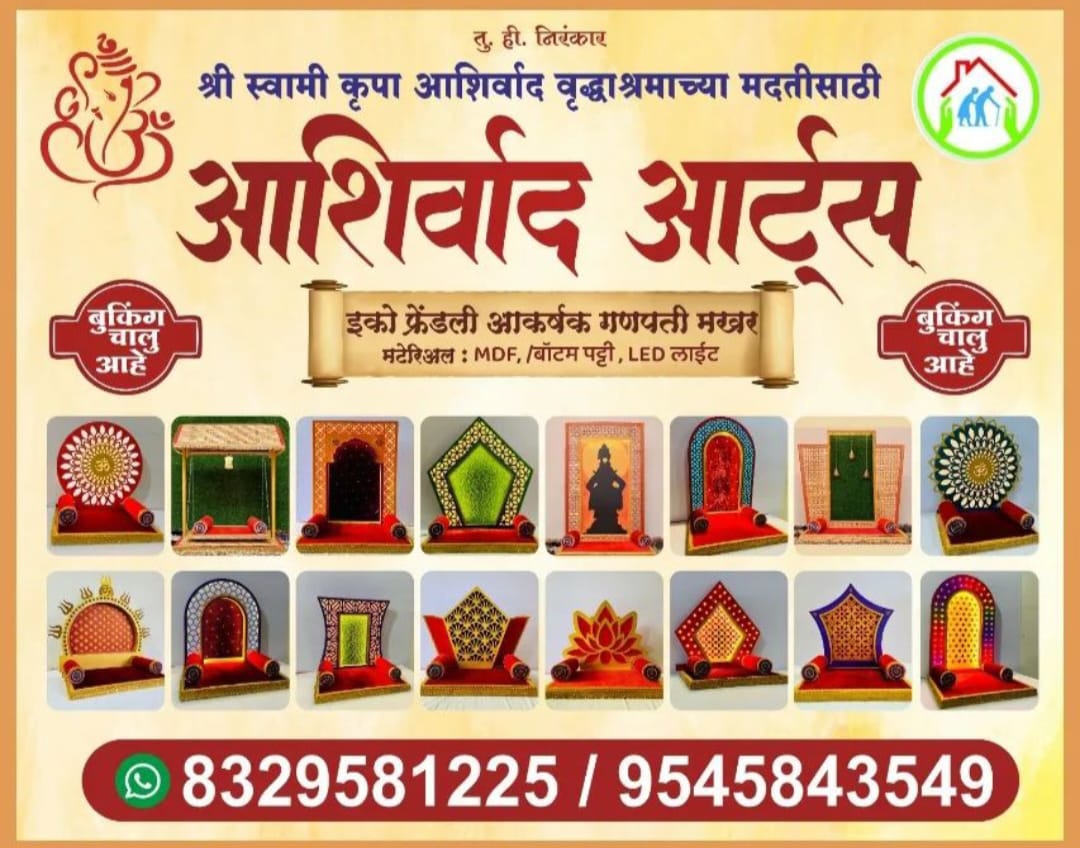 तु. ही. निरंकार
श्री स्वामी कृपा आशिर्वाद वृद्धाश्रमाच्या मदतीसाठी
आशिर्वाद आर्ट्स
बुकिंग
चालु
आहे
इको फ्रेंडली आकर्षक गणपती मखर
मटेरिअल : MDF, /बॉटम पट्टी , LED लाईट
बुकिंग
चालु
आहे
ॐ
ॐ
8329581225 / 9545843549